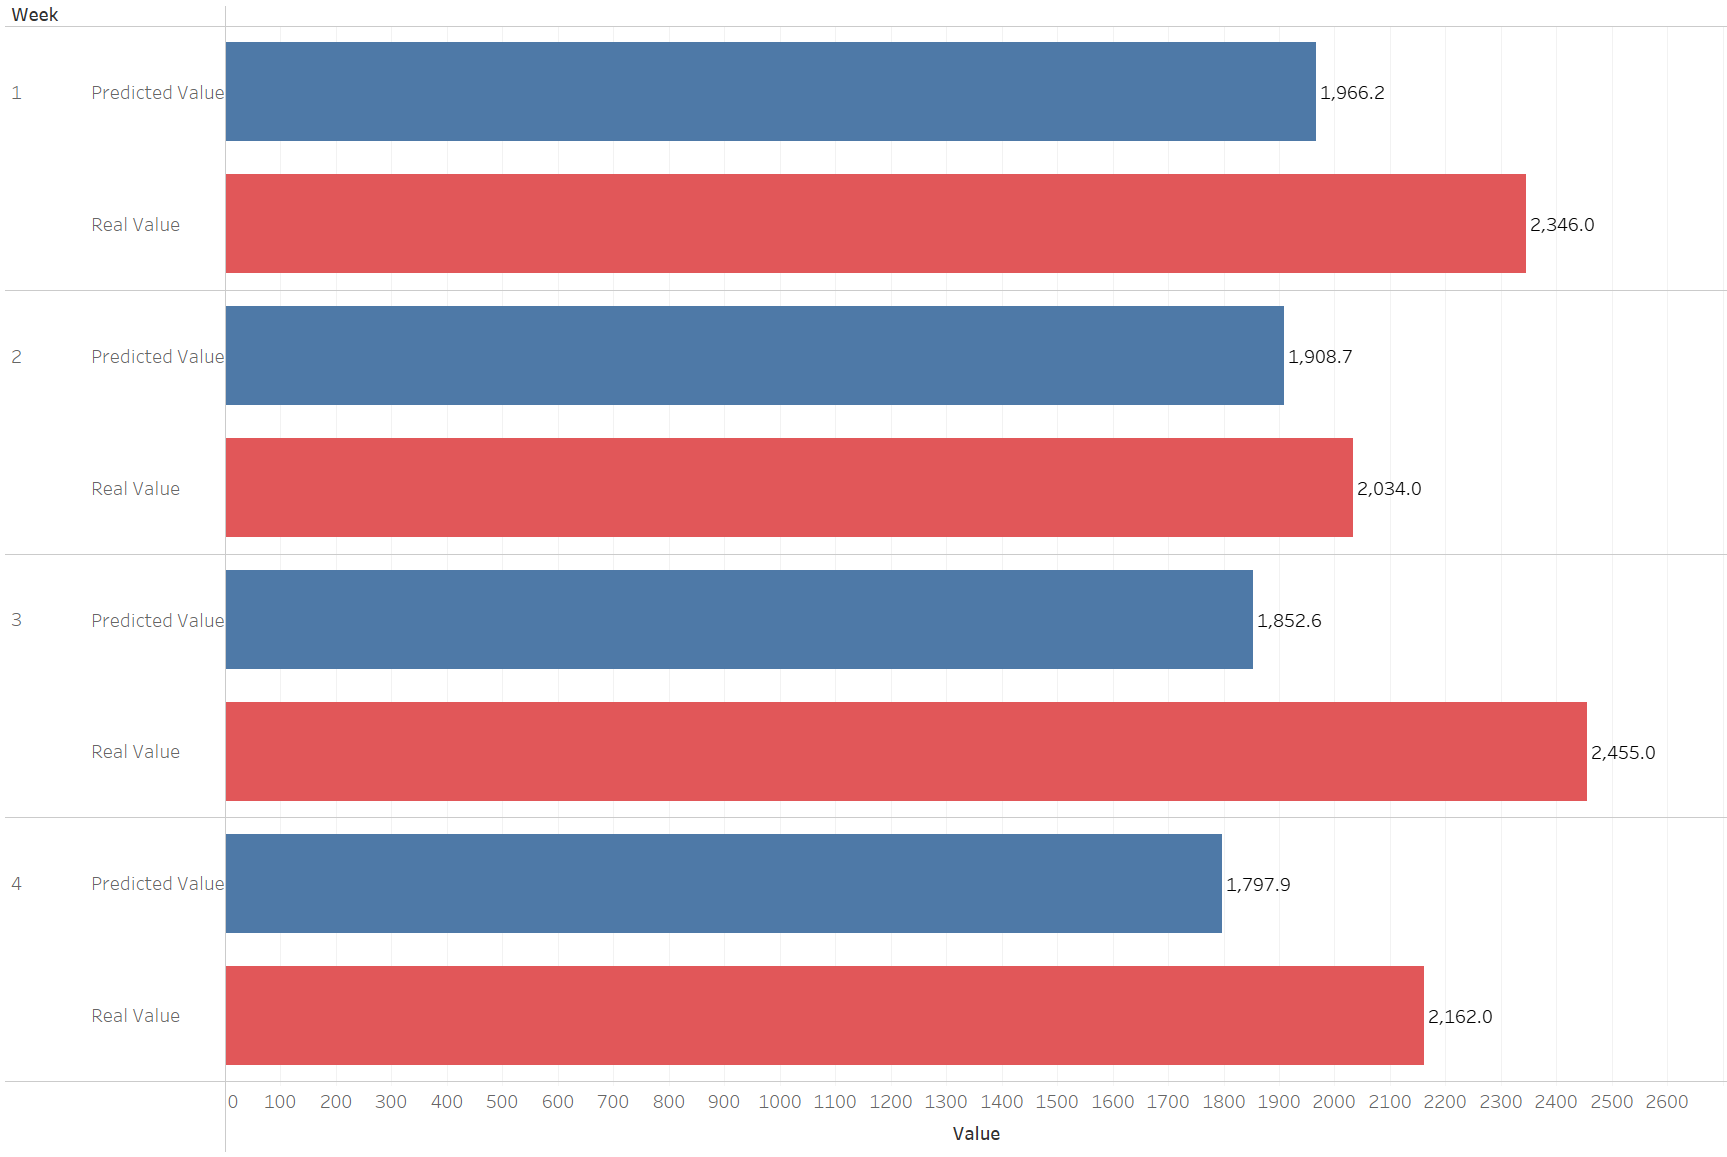 Week
1 Predicted Value 1,966.2
Real Value 2,346.0
2 Predicted Value 1,908.7
Real Value 2,034.0
3 Predicted Value 1,852.6
Real Value 2,455.0
4 Predicted Value 1,797.9
Real Value 2,162.0
0 100 200 300 400 500 600 700 800 900 1000 1100 1200 1300 1400 1500 1600 1700 1800 1900 2000 2100 2200 2300 2400 2500 2600
Value